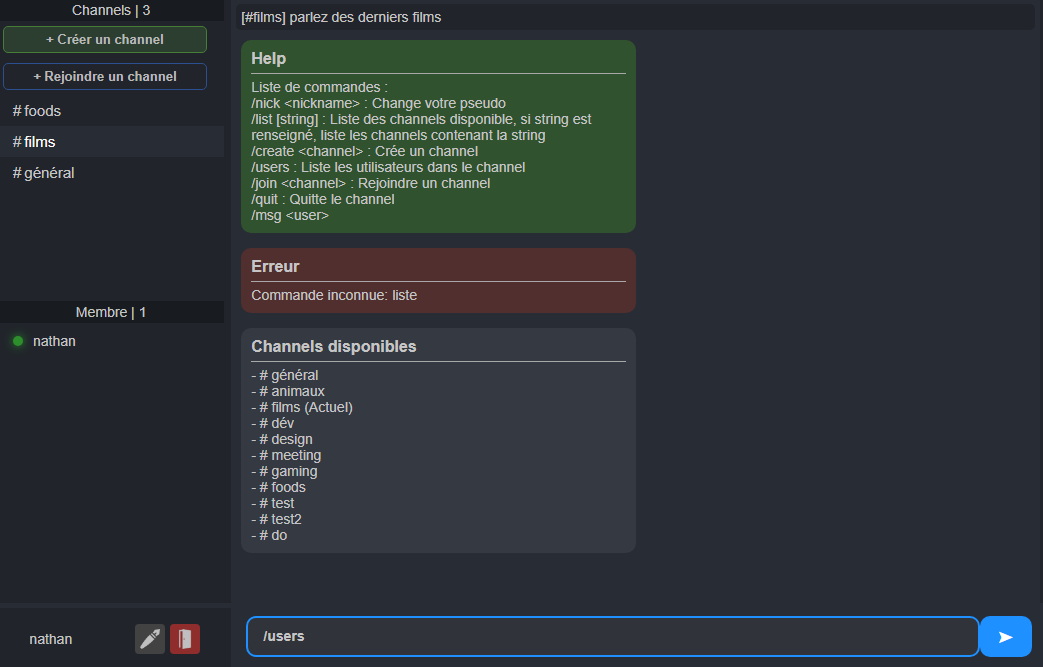 Channels | 3
+ Créer un channel
+ Rejoindre un channel
# foods
# films
# général
Membre | 1
nathan
nathan
[#films] parlez des derniers films
Help
Liste de commandes :
/nick <nickname> : Change votre pseudo
/list [string] : Liste des channels disponible, si string est
renseigné, liste les channels contenant la string
/create <channel> : Crée un channel
/users : Liste les utilisateurs dans le channel
/join <channel> : Rejoindre un channel
/quit : Quitte le channel
/msg <user>
Erreur
Commande inconnue: liste
Channels disponibles
- # général
- # animaux
- # films (Actuel)
- # dév
- # design
- # meeting
- # gaming
- # foods
- # test
- # test2
- # do
/users